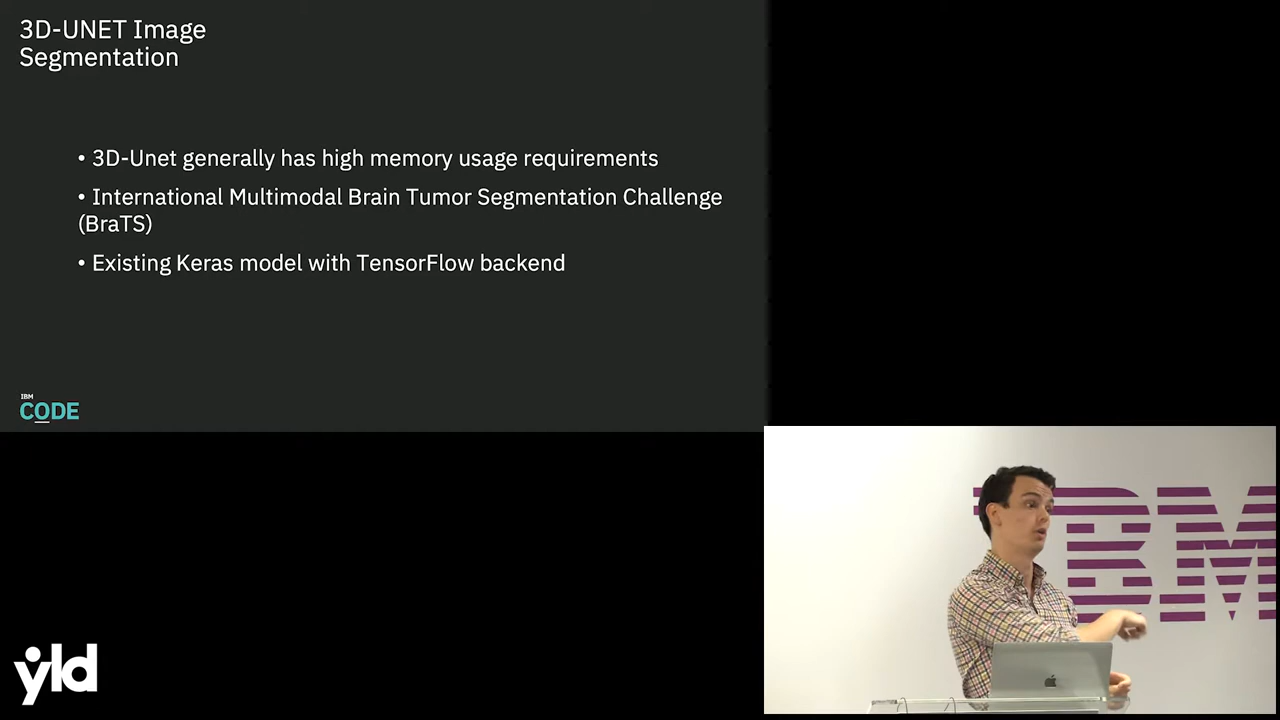 3D-UNET Image
Segmentation
• 3D-Unet generally has high memory usage requirements
• International Multimodal Brain Tumor Segmentation Challenge
(BraTS)
• Existing Keras model with TensorFlow backend
IBM
CODE
IBM
yld